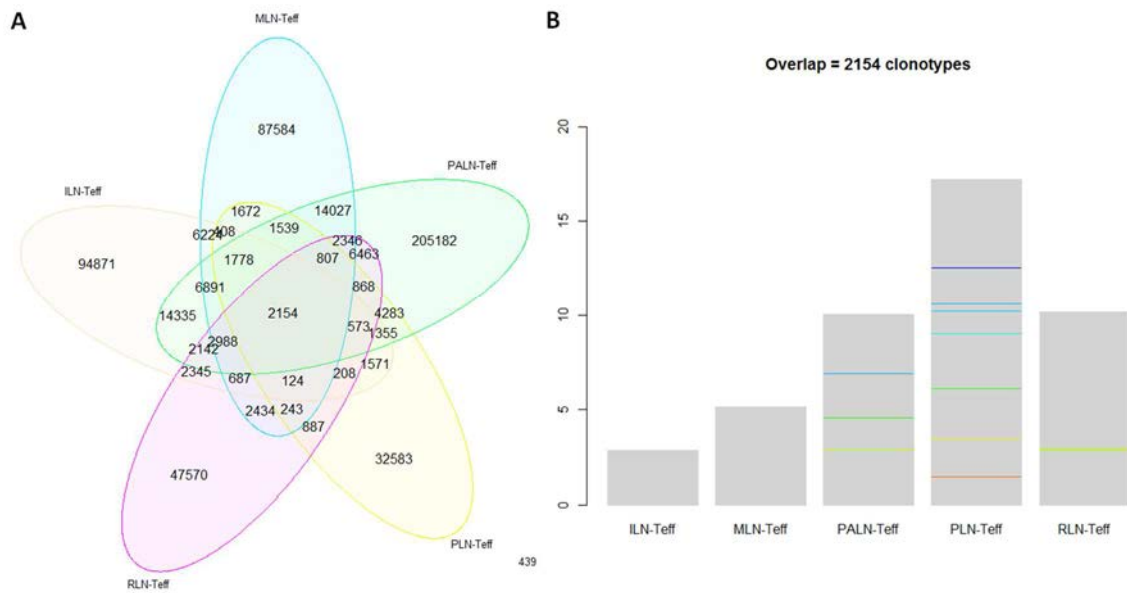 A
B
MLN-Teff
Overlap = 2154 clonotypes
87584
PALN-Teff
ILN-Teff
1672
14027
6224
408
1539
2346
205182
94871
1778
807
6463
6891
868
14335
2154
4283
573
1355
2988
2142
2345
1571
687
124
208
2434
243
887
47570
32583
PLN-Teff
439
RLN-Teff
20
15
10
5
0
ILN-Teff
MLN-Teff
PALN-Teff
PLN-Teff
RLN-Teff